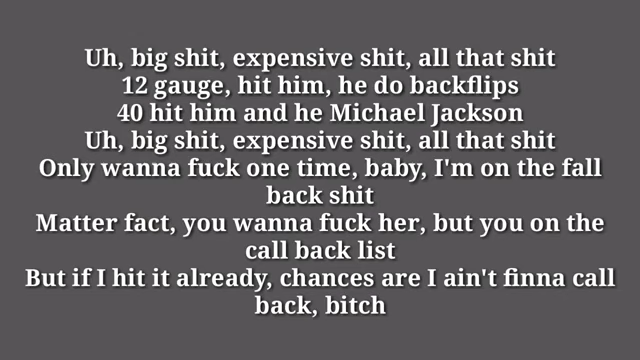 Uh, big shit, expensive shit, all that shit
12 gauge, hit him, he do backflips
40 hit him and he Michael Jackson
Uh, big shit, expensive shit, all that shit
Only wanna fuck one time, baby, I'm on the fall
back shit
Matter fact, you wanna fuck her, but you on the
call back list
But if I hit it already, chances are I ain't finna call
back, bitch